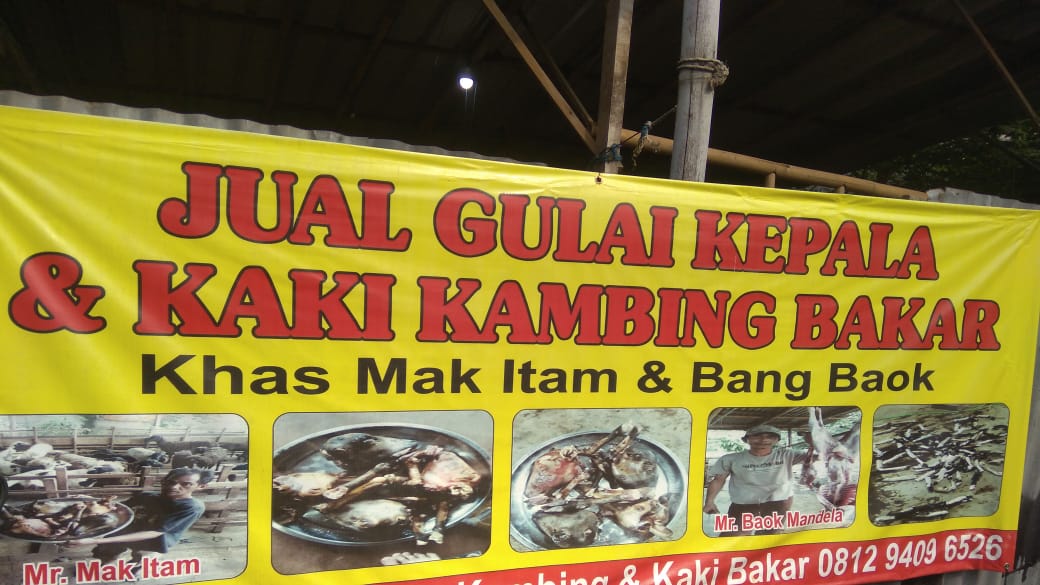 JUAL GULAI KEPALA
& KAKI KAMBING BAKAR
Khas Mak Itam & Bang Baok
Mr. Mak Itam
Mr. Baok Mandela
Kambing & Kaki Bakar 0812 9409 6526